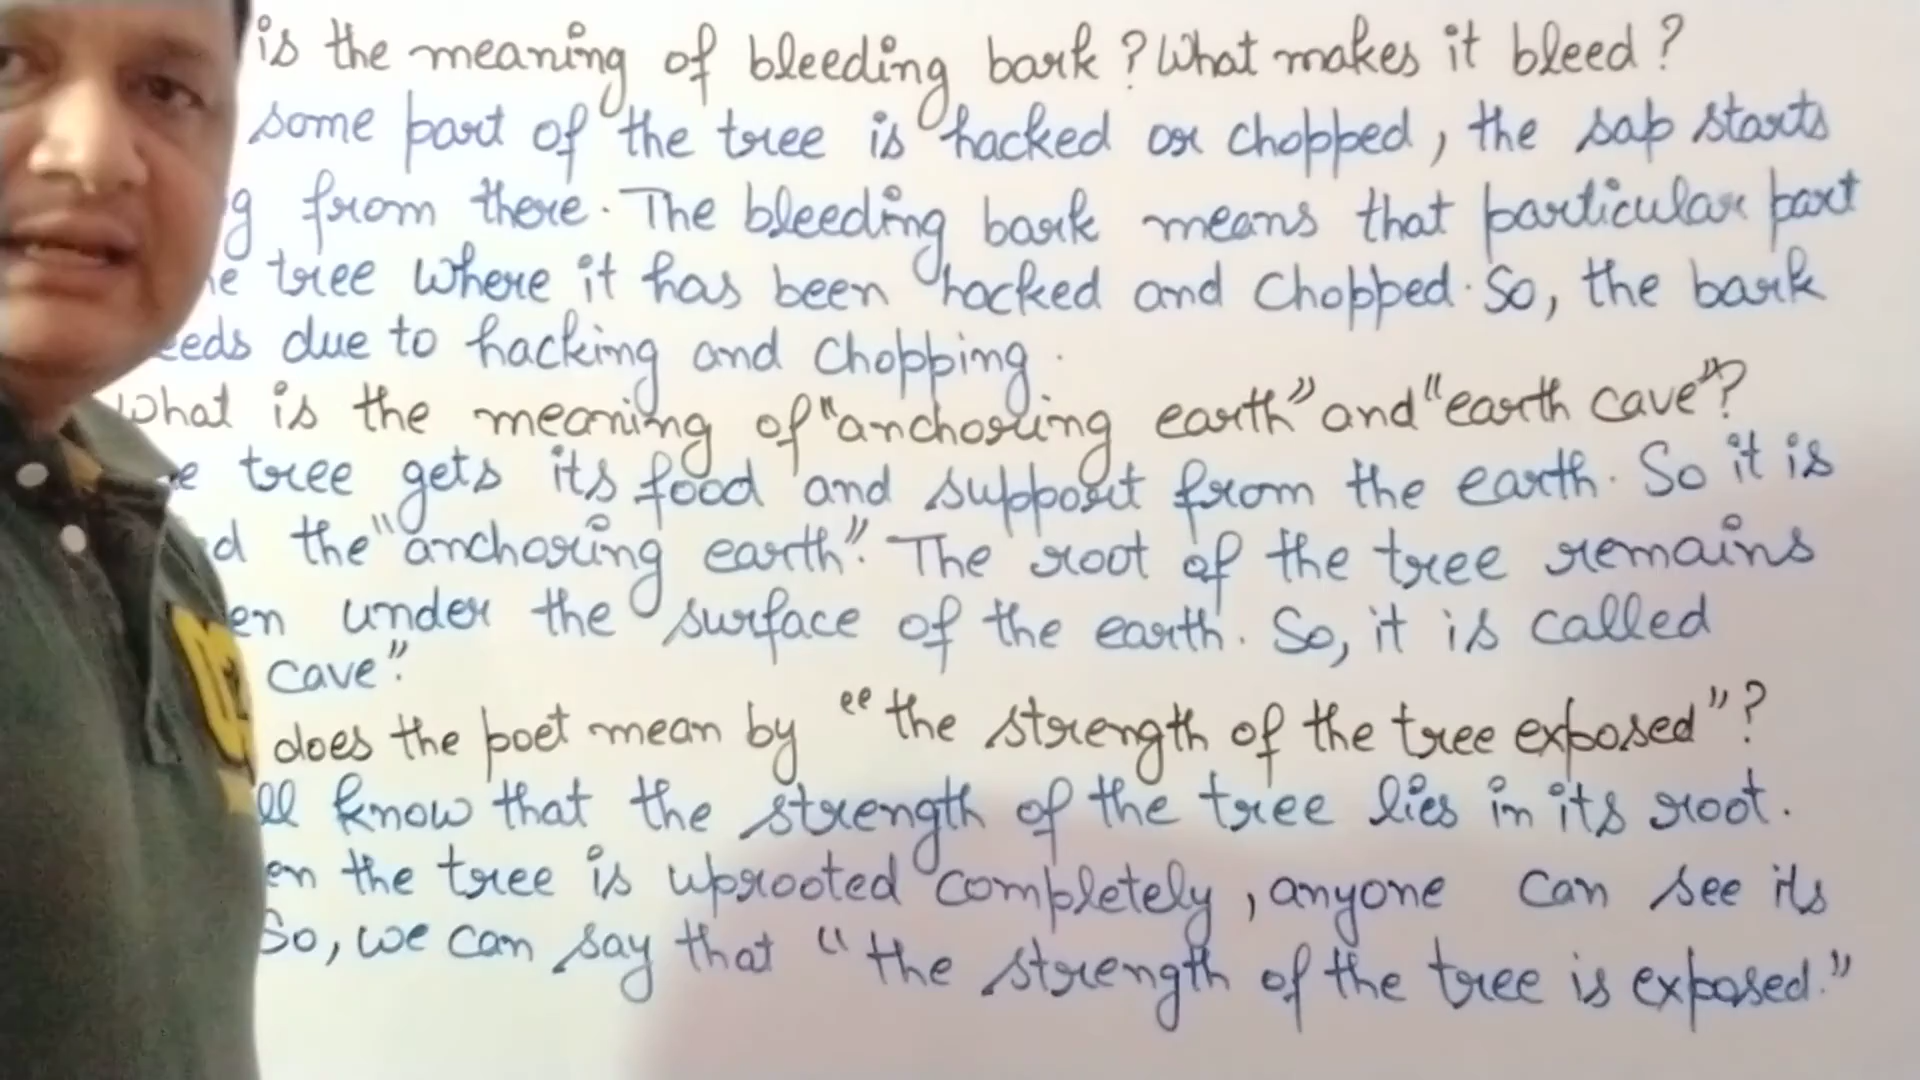 is the meaning of bleeding bark? What makes it bleed?
some part of the tree is hacked or chopped, the sap starts
from there. The bleeding bark means that particular part
tree where it has been hacked and chopped. So, the bark
due to hacking and chopping.
What is the meaning of "anchoring earth" and "earth cave"?
tree gets its food and support from the earth. So it is
the "anchoring earth". The root of the tree remains
under the surface of the earth. So, it is called
cave".
does the poet mean by "the strength of the tree exposed"?
know that the strength of the tree lies in its root.
the tree is uprooted completely, anyone can see its
So, we can say that "the strength of the tree is exposed."